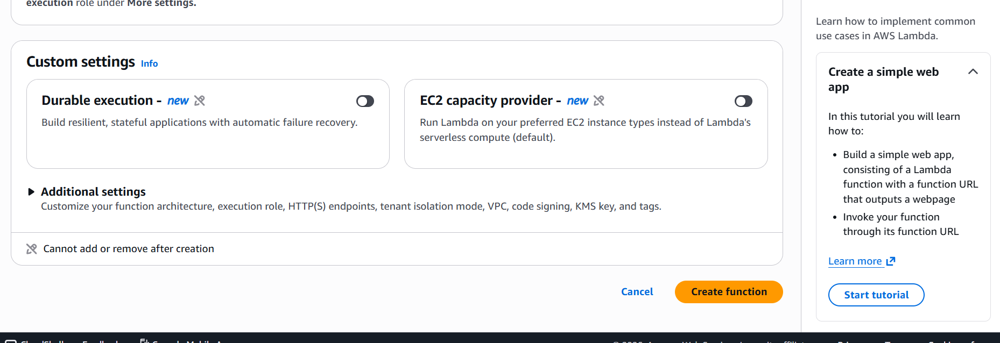 execution role under More settings.
Custom settings Info
Durable execution - new
Build resilient, stateful applications with automatic failure recovery.
EC2 capacity provider - new
Run Lambda on your preferred EC2 instance types instead of Lambda's
serverless compute (default).
Additional settings
Customize your function architecture, execution role, HTTP(S) endpoints, tenant isolation mode, VPC, code signing, KMS key, and tags.
Cannot add or remove after creation
Cancel
Create function
Learn how to implement common
use cases in AWS Lambda.
Create a simple web
app
In this tutorial you will learn
how to:
• Build a simple web app,
consisting of a Lambda
function with a function URL
that outputs a webpage
• Invoke your function
through its function URL
Learn more
Start tutorial